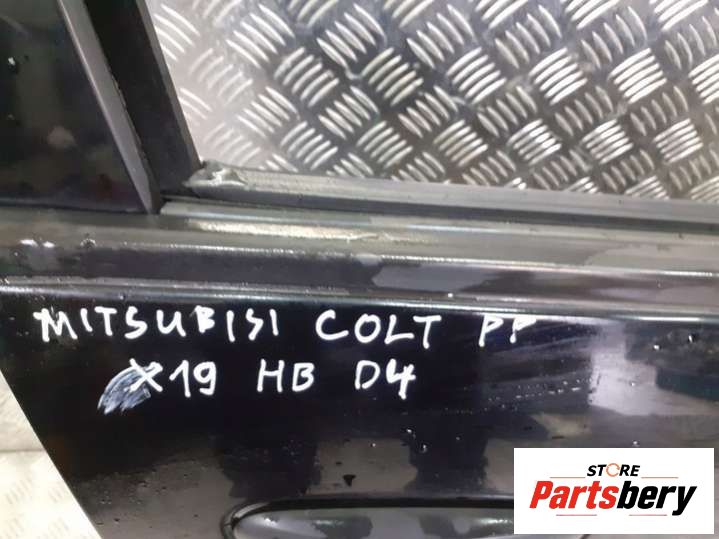 MITSUBISI COLT PP
X19 HB D4
STORE
Partsbery